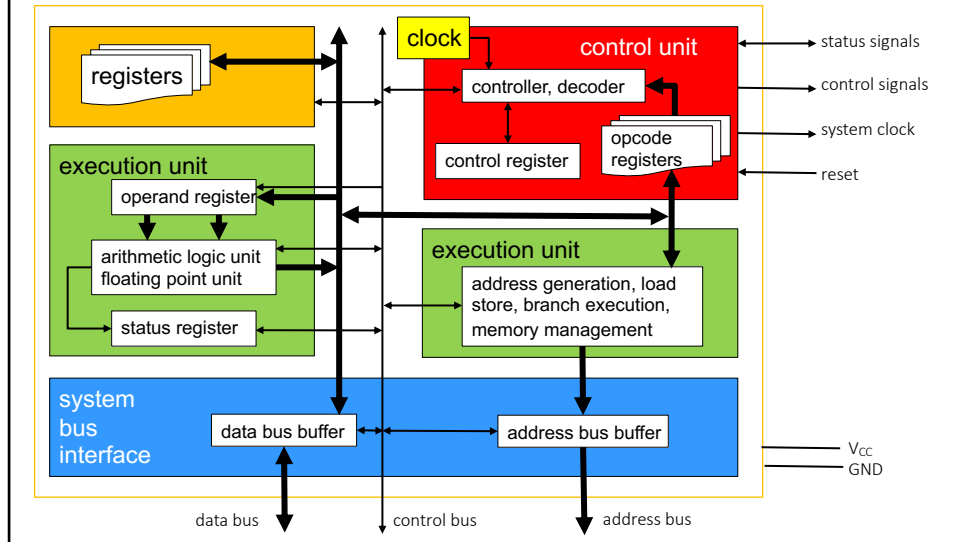 clock
control unit
registers
controller, decoder
control register
opcode
registers
status signals
control signals
system clock
reset
execution unit
operand register
arithmetic logic unit
floating point unit
status register
execution unit
address generation, load
store, branch execution,
memory management
system
bus
interface
data bus buffer
address bus buffer
VCC
GND
data bus
control bus
address bus